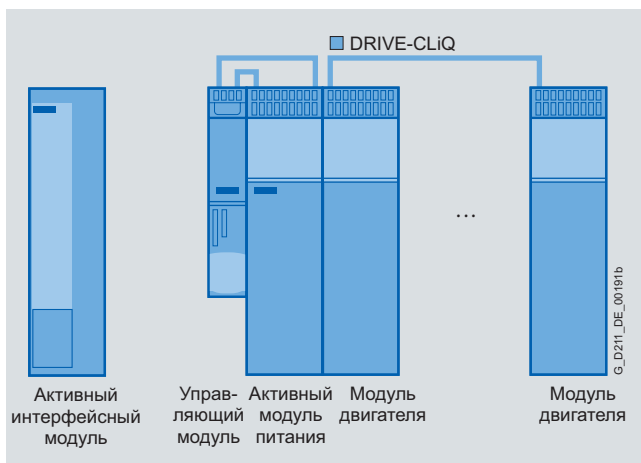 DRIVE-CLiQ
...
G_D211_DE_00191b
Активный
интерфейсный
модуль
Управ-
ляющий
модуль
Активный
модуль
питания
Модуль
двигателя
Модуль
двигателя